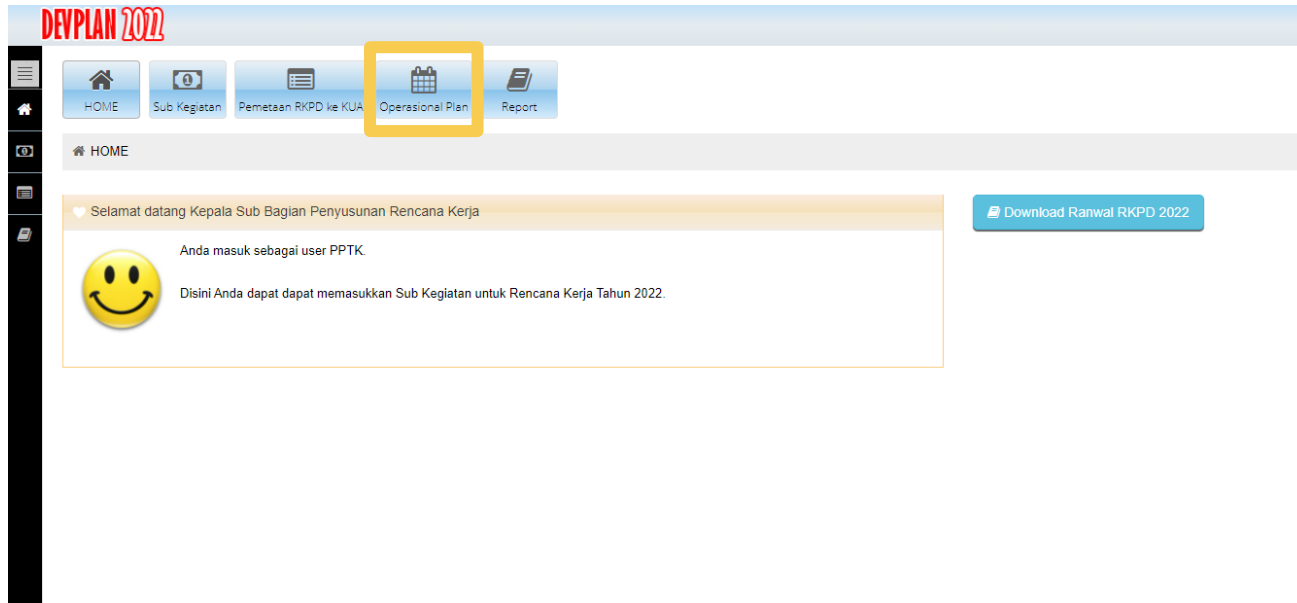 DEVPLAN 2022
HOME
Sub Kegiatan
Pemetaan RKPD ke KUA
Operasional Plan
Report
HOME
Selamat datang Kepala Sub Bagian Penyusunan Rencana Kerja
Download Ranwal RKPD 2022
Anda masuk sebagai user PPTK.
Disini Anda dapat dapat memasukkan Sub Kegiatan untuk Rencana Kerja Tahun 2022.